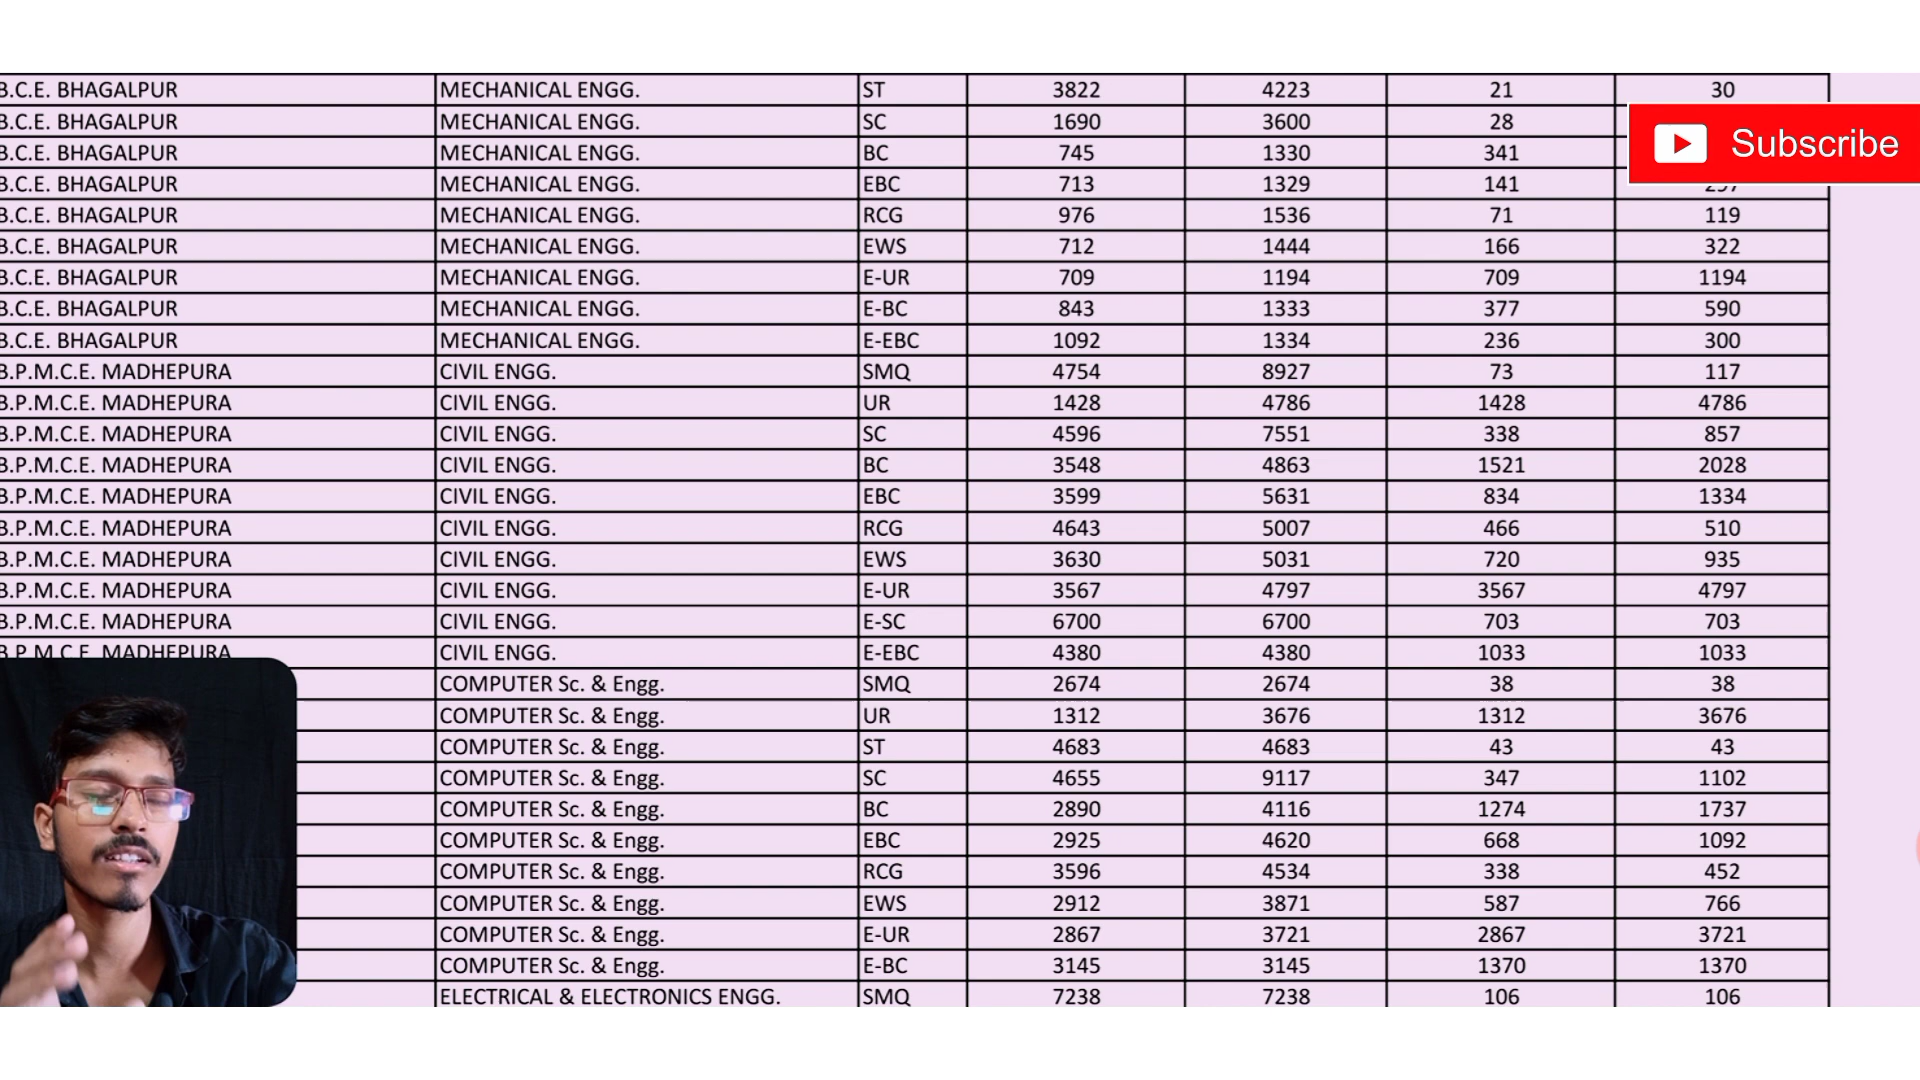 B.C.E. BHAGALPUR MECHANICAL ENGG. ST 3822 4223 21 30
B.C.E. BHAGALPUR MECHANICAL ENGG. SC 1690 3600 28
Subscribe
B.C.E. BHAGALPUR MECHANICAL ENGG. BC 745 1330 341
B.C.E. BHAGALPUR MECHANICAL ENGG. EBC 713 1329 141
B.C.E. BHAGALPUR MECHANICAL ENGG. RCG 976 1536 71 119
B.C.E. BHAGALPUR MECHANICAL ENGG. EWS 712 1444 166 322
B.C.E. BHAGALPUR MECHANICAL ENGG. E-UR 709 1194 709 1194
B.C.E. BHAGALPUR MECHANICAL ENGG. E-BC 843 1333 377 590
B.C.E. BHAGALPUR MECHANICAL ENGG. E-EBC 1092 1334 236 300
B.P.M.C.E. MADHEPURA CIVIL ENGG. SMQ 4754 8927 73 117
B.P.M.C.E. MADHEPURA CIVIL ENGG. UR 1428 4786 1428 4786
B.P.M.C.E. MADHEPURA CIVIL ENGG. SC 4596 7551 338 857
B.P.M.C.E. MADHEPURA CIVIL ENGG. BC 3548 4863 1521 2028
B.P.M.C.E. MADHEPURA CIVIL ENGG. EBC 3599 5631 834 1334
B.P.M.C.E. MADHEPURA CIVIL ENGG. RCG 4643 5007 466 510
B.P.M.C.E. MADHEPURA CIVIL ENGG. EWS 3630 5031 720 935
B.P.M.C.E. MADHEPURA CIVIL ENGG. E-UR 3567 4797 3567 4797
B.P.M.C.E. MADHEPURA CIVIL ENGG. E-SC 6700 6700 703 703
B.P.M.C.E. MADHEPURA CIVIL ENGG. E-EBC 4380 4380 1033 1033
COMPUTER Sc. & Engg. SMQ 2674 2674 38 38
COMPUTER Sc. & Engg. UR 1312 3676 1312 3676
COMPUTER Sc. & Engg. ST 4683 4683 43 43
COMPUTER Sc. & Engg. SC 4655 9117 347 1102
COMPUTER Sc. & Engg. BC 2890 4116 1274 1737
COMPUTER Sc. & Engg. EBC 2925 4620 668 1092
COMPUTER Sc. & Engg. RCG 3596 4534 338 452
COMPUTER Sc. & Engg. EWS 2912 3871 587 766
COMPUTER Sc. & Engg. E-UR 2867 3721 2867 3721
COMPUTER Sc. & Engg. E-BC 3145 3145 1370 1370
ELECTRICAL & ELECTRONICS ENGG. SMQ 7238 7238 106 106